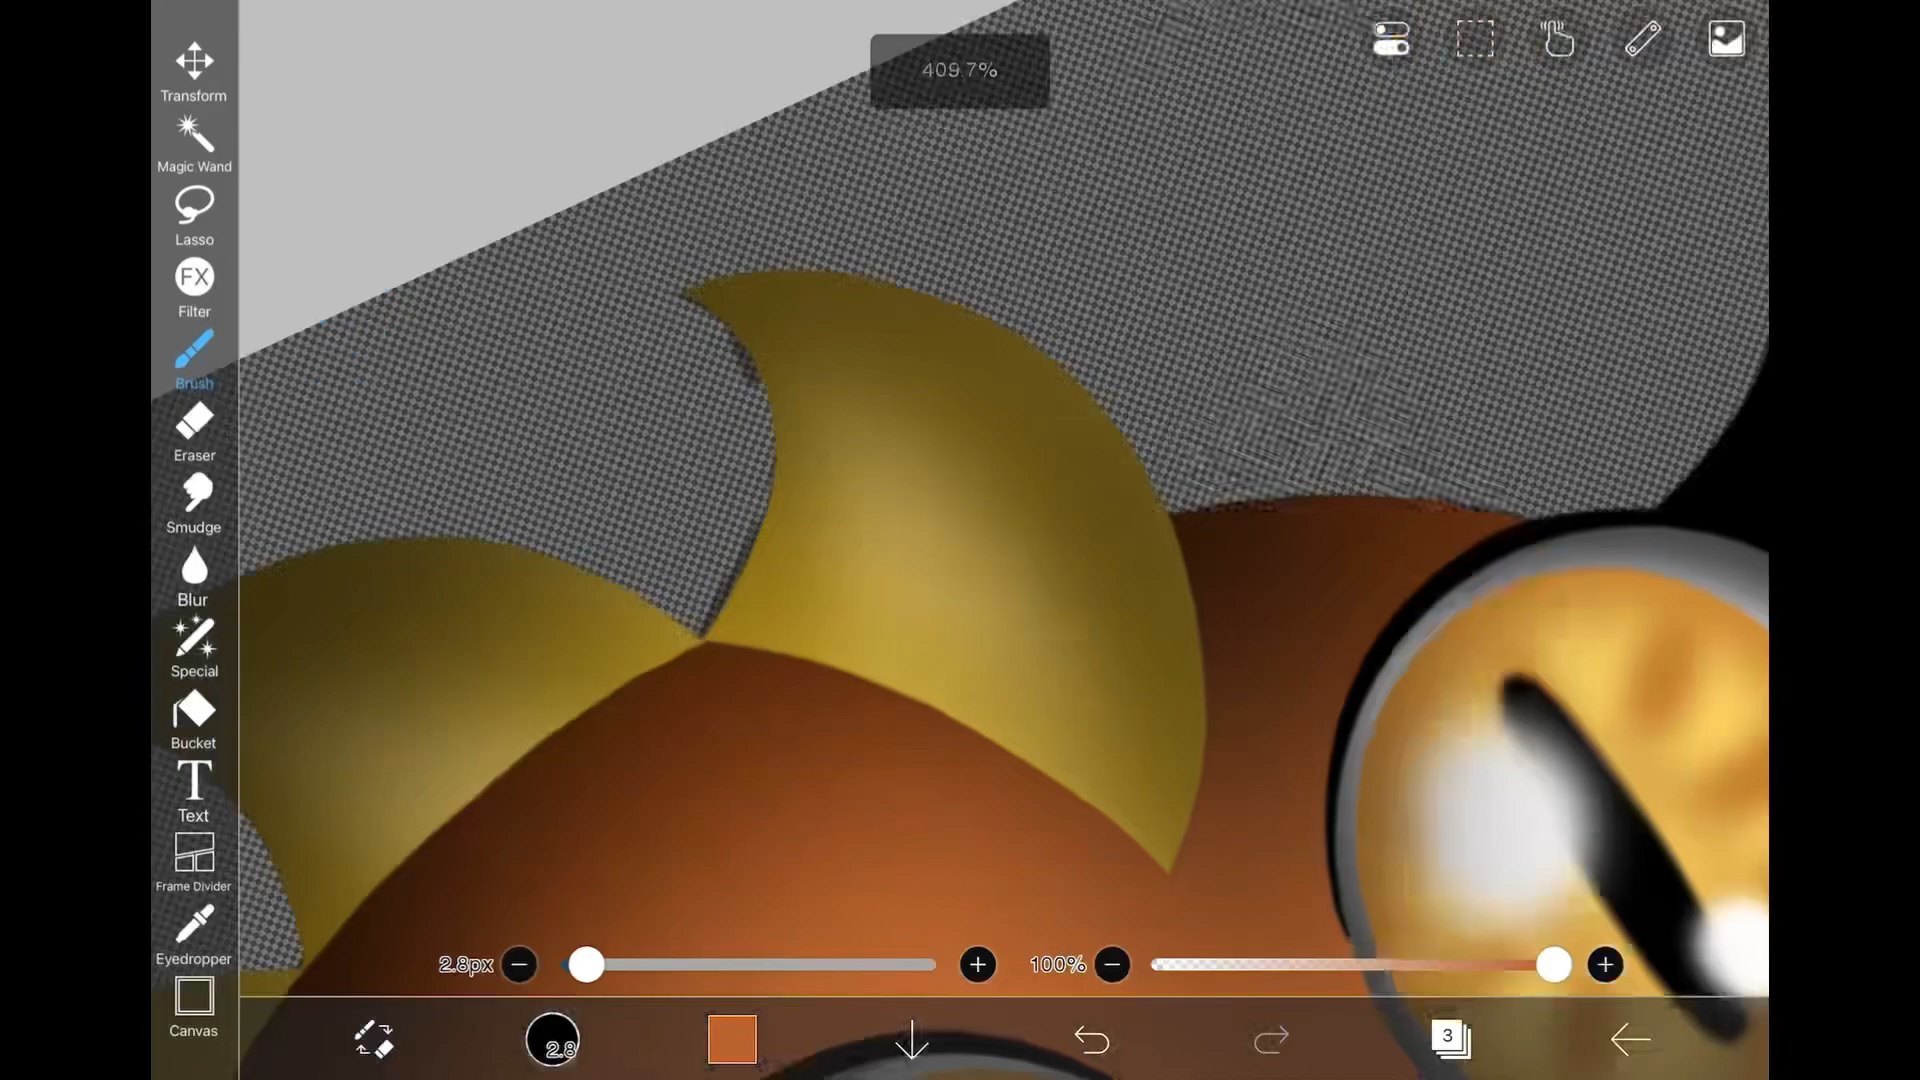 409.7%
Transform
Magic Wand
Lasso
FX
Filter
Brush
Eraser
Smudge
Blur
Special
Bucket
T
Text
Frame Divider
Eyedropper
Canvas
2.8px
100%
2.8
3